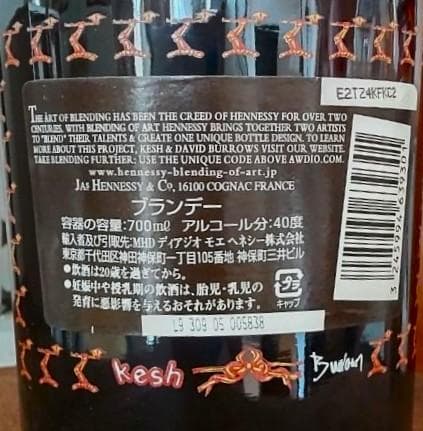 E2TZ4KFKC2
THE ART OF BLENDING HAS BEEN THE CREED OF HENNESSY FOR OVER TWO
CENTURIES, WITH BLENDING OF ART HENNESSY BRINGS TOGETHER TWO ARTISTS
TO "BLEND" THEIR TALENTS & CREATE ONE UNIQUE BOTTLE DESIGN. TO LEARN
MORE ABOUT THIS PROJECT, KESH & DAVID BURROWS VISIT OUR WEBSITE.
TAKE BLENDING FURTHER: USE THE UNIQUE CODE ABOVE AWDIO.COM.
www.hennessy-blending-of-art.jp
JAS HENNESSY & CO, 16100 COGNAC FRANCE
ブランデー
容器の容量:700mℓ アルコール分:40度
輸入者及び引取先:MHD ディアジオ モエ ヘネシー株式会社
東京都千代田区神田神保町一丁目105番地 神保町三井ビル
●飲酒は20歳を過ぎてから。
●妊娠中や授乳期の飲酒は、胎児・乳児の
発育に悪影響を与えるおそれがあります。
プラ
キャップ
3 245994 639301
L9 309 05 005838
kesh
Burrows